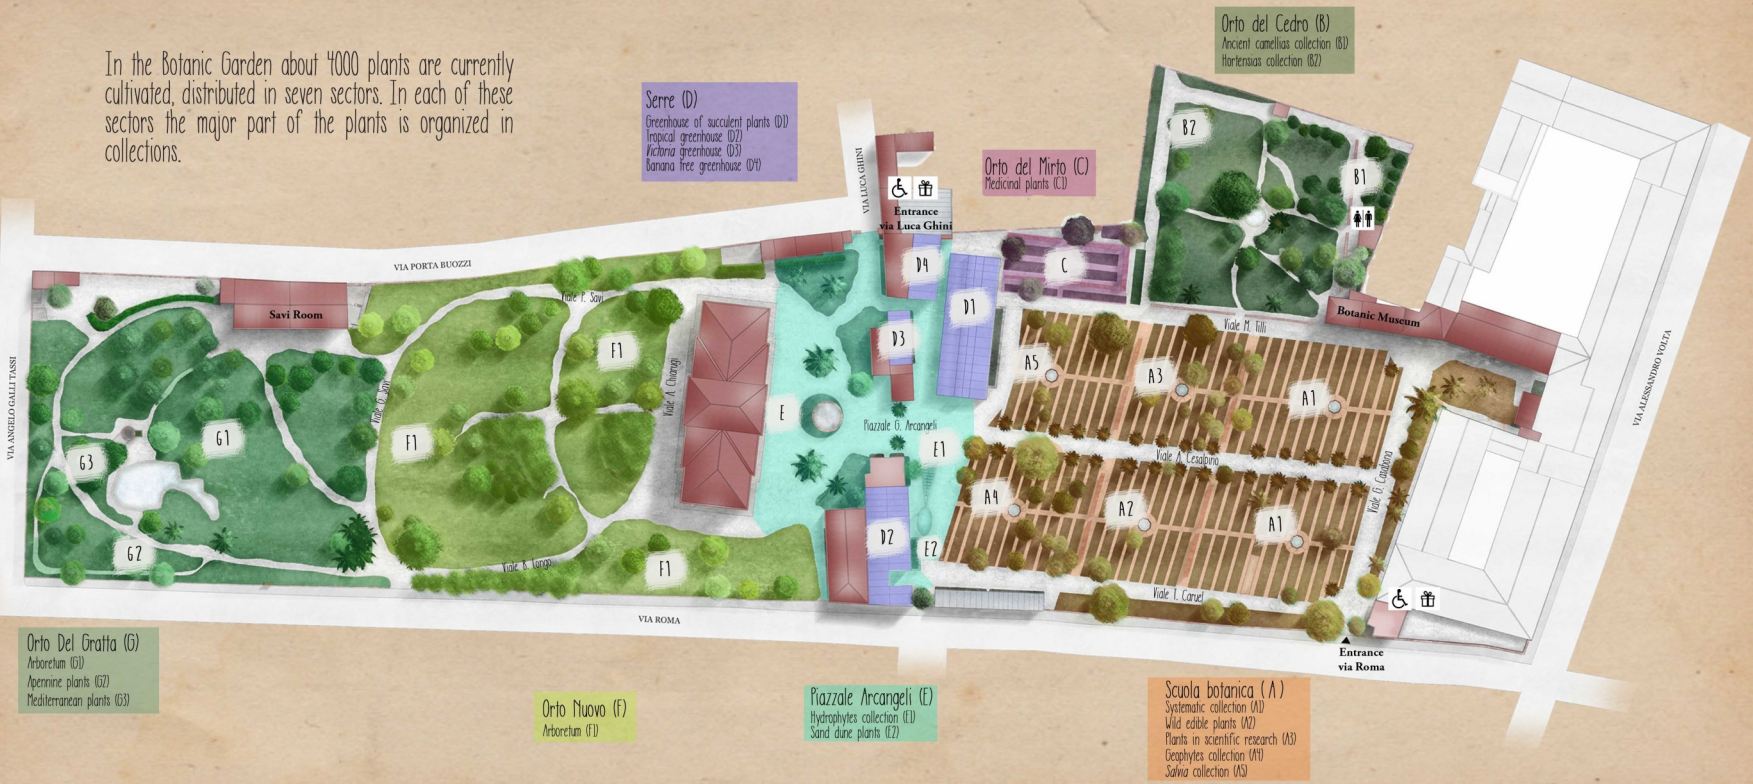 In the Botanic Garden about 4000 plants are currently
cultivated, distributed in seven sectors. In each of these
sectors the major part of the plants is organized in
collections.
Orto del Cedro (B)
Ancient camellias collection (B1)
Hortensias collection (B2)
Serre (D)
Greenhouse of succulent plants (D1)
Tropical greenhouse (D2)
Victoria greenhouse (D3)
Banana tree greenhouse (D4)
Orto del Mirto (C)
Medicinal plants (C1)
VIA LUCA GHINI
Entrance
via Luca Ghini
B2
B1
VIA PORTA BUOZZI
D4
C
D1
Viale P. Savi
Savi Room
Botanic Museum
Viale M. Tilli
D3
F1
A5
A3
A1
VIA ANGELO GALLI TASSI
VIA ALESSANDRO VOLTA
Viale G. Savi
Viale A. Chiarugi
E
Piazzale G. Arcangeli
G1
F1
E1
G3
Viale A. Cesalpino
Viale G. Casabona
A4
A2
A1
D2
E2
G2
Viale B. Longo
F1
Viale T. Caruel
VIA ROMA
Entrance
via Roma
Orto Del Gratta (G)
Arboretum (G1)
Apennine plants (G2)
Mediterranean plants (G3)
Orto Nuovo (F)
Arboretum (F1)
Piazzale Arcangeli (E)
Hydrophytes collection (E1)
Sand dune plants (E2)
Scuola botanica (A)
Systematic collection (A1)
Wild edible plants (A2)
Plants in scientific research (A3)
Geophytes collection (A4)
Salvia collection (A5)